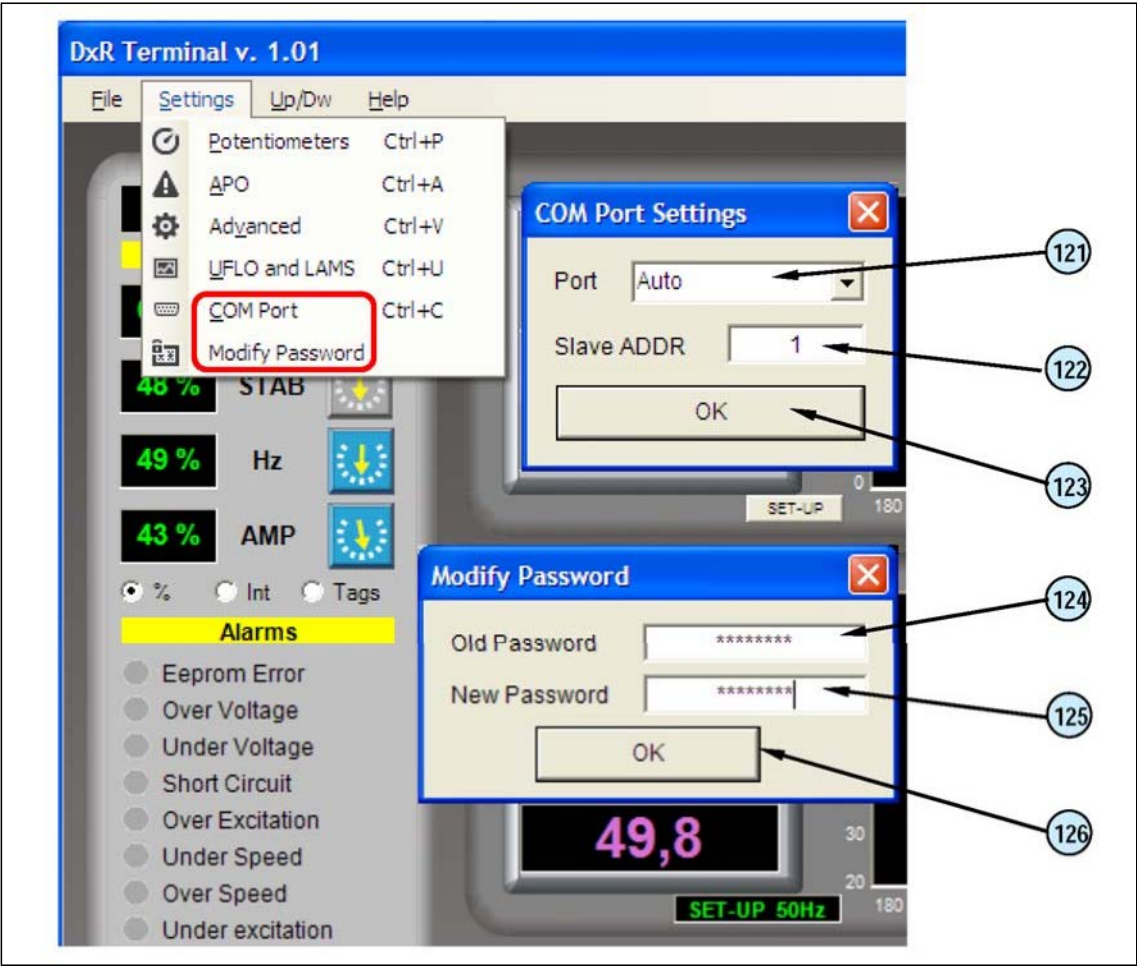 DxR Terminal v. 1.01
File Settings Up/Dw Help
Potentiometers Ctrl+P
APO Ctrl+A
Advanced Ctrl+V
UFLO and LAMS Ctrl+U
COM Port Ctrl+C
Modify Password
48 % STAB
49 % Hz
43 % AMP
% Int Tags
Alarms
Eeprom Error
Over Voltage
Under Voltage
Short Circuit
Over Excitation
Under Speed
Over Speed
Under excitation
COM Port Settings
Port Auto
Slave ADDR 1
OK
121
122
123
0
SET-UP 180
Modify Password
Old Password ********
New Password ********
OK
124
125
126
49,8
30
20
SET-UP 50Hz 180